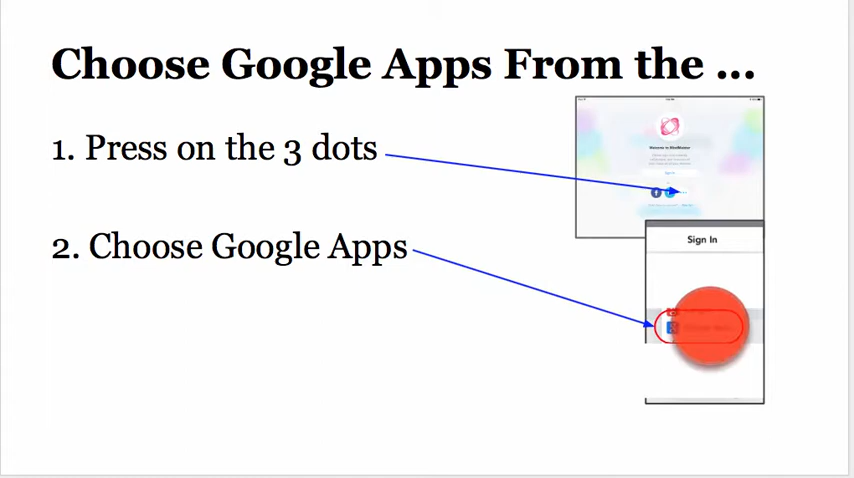 Choose Google Apps From the ...
1. Press on the 3 dots
2. Choose Google Apps
Sign In